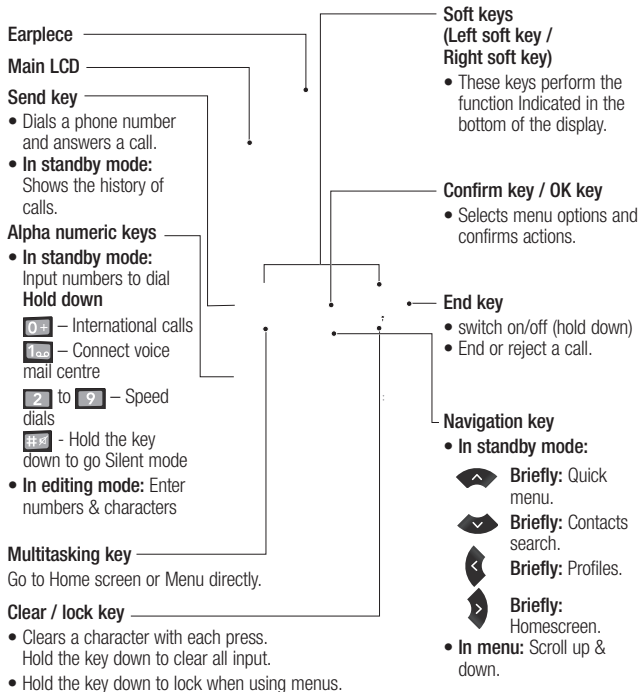 Earpiece
Main LCD
Send key
• Dials a phone number
and answers a call.
• In standby mode:
Shows the history of
calls.
Alpha numeric keys
• In standby mode:
Input numbers to dial
Hold down
0+ – International calls
1 – Connect voice
mail centre
2 to 9 – Speed
dials
# - Hold the key
down to go Silent mode
• In editing mode: Enter
numbers & characters
Multitasking key
Go to Home screen or Menu directly.
Clear / lock key
• Clears a character with each press.
Hold the key down to clear all input.
• Hold the key down to lock when using menus.
Soft keys
(Left soft key /
Right soft key)
• These keys perform the
function Indicated in the
bottom of the display.
Confirm key / OK key
• Selects menu options and
confirms actions.
End key
• switch on/off (hold down)
• End or reject a call.
Navigation key
• In standby mode:
Briefly: Quick
menu.
Briefly: Contacts
search.
Briefly: Profiles.
Briefly:
Homescreen.
• In menu: Scroll up &
down.